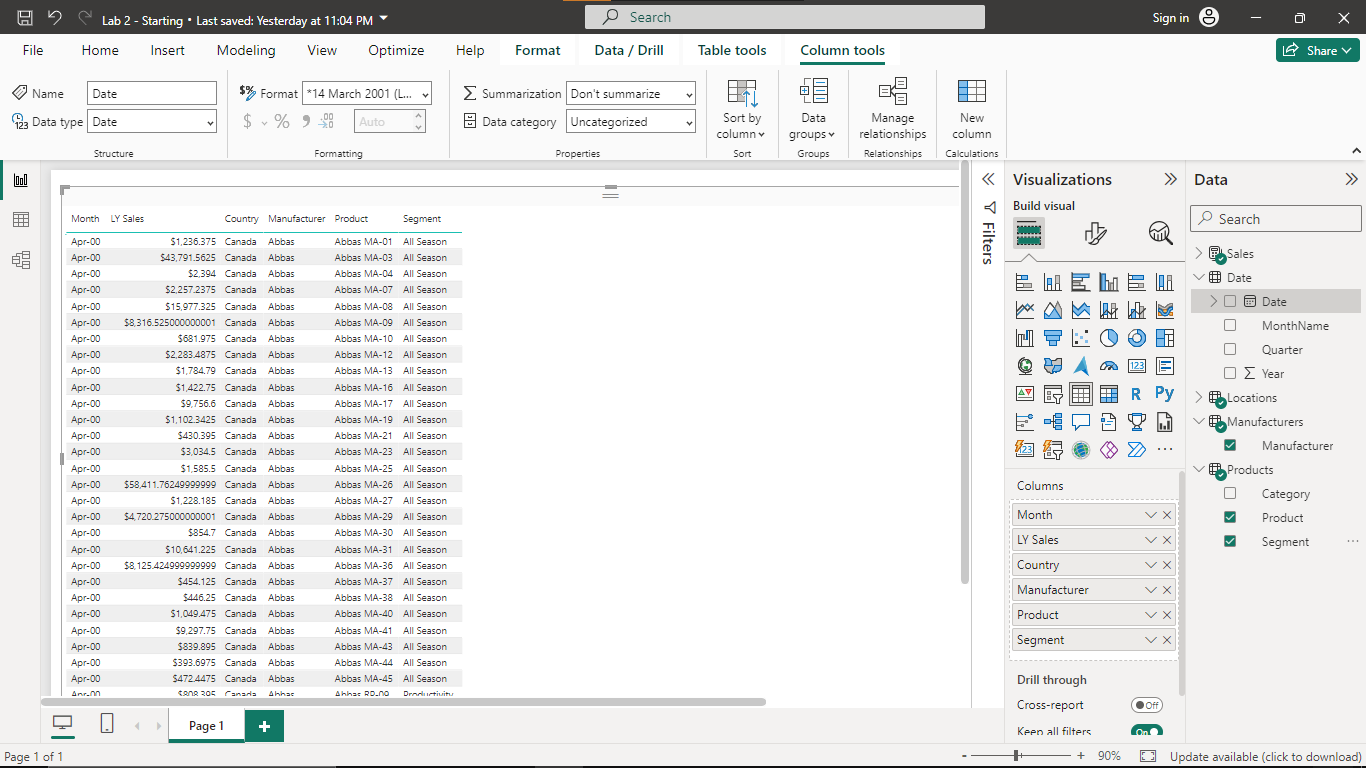 Lab 2 - Starting • Last saved: Yesterday at 11:04 PM
Search
Sign in
File Home Insert Modeling View Optimize Help Format Data / Drill Table tools Column tools
Share
Name Date
Data type Date
Structure
Format *14 March 2001 (L...
$ % 9 .00 Auto
Formatting
Summarization Don't summarize
Data category Uncategorized
Properties
Sort by
column
Sort
Data
groups
Groups
Manage
relationships
Relationships
New
column
Calculations
Month LY Sales Country Manufacturer Product Segment
Apr-00 $1,236.375 Canada Abbas Abbas MA-01 All Season
Apr-00 $43,791.5625 Canada Abbas Abbas MA-03 All Season
Apr-00 $2,394 Canada Abbas Abbas MA-04 All Season
Apr-00 $2,257.2375 Canada Abbas Abbas MA-07 All Season
Apr-00 $15,977.325 Canada Abbas Abbas MA-08 All Season
Apr-00 $8,316.525000000001 Canada Abbas Abbas MA-09 All Season
Apr-00 $681.975 Canada Abbas Abbas MA-10 All Season
Apr-00 $2,283.4875 Canada Abbas Abbas MA-12 All Season
Apr-00 $1,784.79 Canada Abbas Abbas MA-13 All Season
Apr-00 $1,422.75 Canada Abbas Abbas MA-16 All Season
Apr-00 $9,756.6 Canada Abbas Abbas MA-17 All Season
Apr-00 $1,102.3425 Canada Abbas Abbas MA-19 All Season
Apr-00 $430.395 Canada Abbas Abbas MA-21 All Season
Apr-00 $3,034.5 Canada Abbas Abbas MA-23 All Season
Apr-00 $1,585.5 Canada Abbas Abbas MA-25 All Season
Apr-00 $58,411.76249999999 Canada Abbas Abbas MA-26 All Season
Apr-00 $1,228.185 Canada Abbas Abbas MA-27 All Season
Apr-00 $4,720.275000000001 Canada Abbas Abbas MA-29 All Season
Apr-00 $854.7 Canada Abbas Abbas MA-30 All Season
Apr-00 $10,641.225 Canada Abbas Abbas MA-31 All Season
Apr-00 $8,125.424999999999 Canada Abbas Abbas MA-36 All Season
Apr-00 $454.125 Canada Abbas Abbas MA-37 All Season
Apr-00 $446.25 Canada Abbas Abbas MA-38 All Season
Apr-00 $1,049.475 Canada Abbas Abbas MA-40 All Season
Apr-00 $9,297.75 Canada Abbas Abbas MA-41 All Season
Apr-00 $839.895 Canada Abbas Abbas MA-43 All Season
Apr-00 $393.6975 Canada Abbas Abbas MA-44 All Season
Apr-00 $472.4475 Canada Abbas Abbas MA-45 All Season
Apr-00 $808.395 Canada Abbas Abbas RP-09 Productivity
Filters
Visualizations
Build visual
123
R
Py
123
Columns
Month
LY Sales
Country
Manufacturer
Product
Segment
Drill through
Cross-report Off
Keep all filters On
Data
Search
Sales
Date
Date
MonthName
Quarter
Σ Year
Locations
Manufacturers
Manufacturer
Products
Category
Product
Segment ...
Page 1 +
Page 1 of 1
- + 90% Update available (click to download)